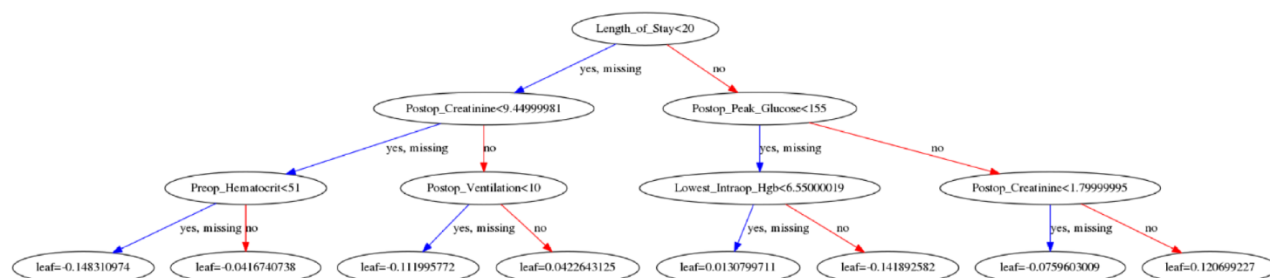 Length_of_Stay<20
yes, missing
no
Postop_Creatinine<9.44999981
Postop_Peak_Glucose<155
yes, missing
no
yes, missing
no
Preop_Hematocrit<51
Postop_Ventilation<10
Lowest_Intraop_Hgb<6.55000019
Postop_Creatinine<1.79999995
yes, missing
no
yes, missing
no
yes, missing
no
yes, missing
no
leaf=-0.148310974
leaf=-0.0416740738
leaf=-0.111995772
leaf=0.0422643125
leaf=0.0130799711
leaf=-0.141892582
leaf=-0.0759603009
leaf=0.120699227